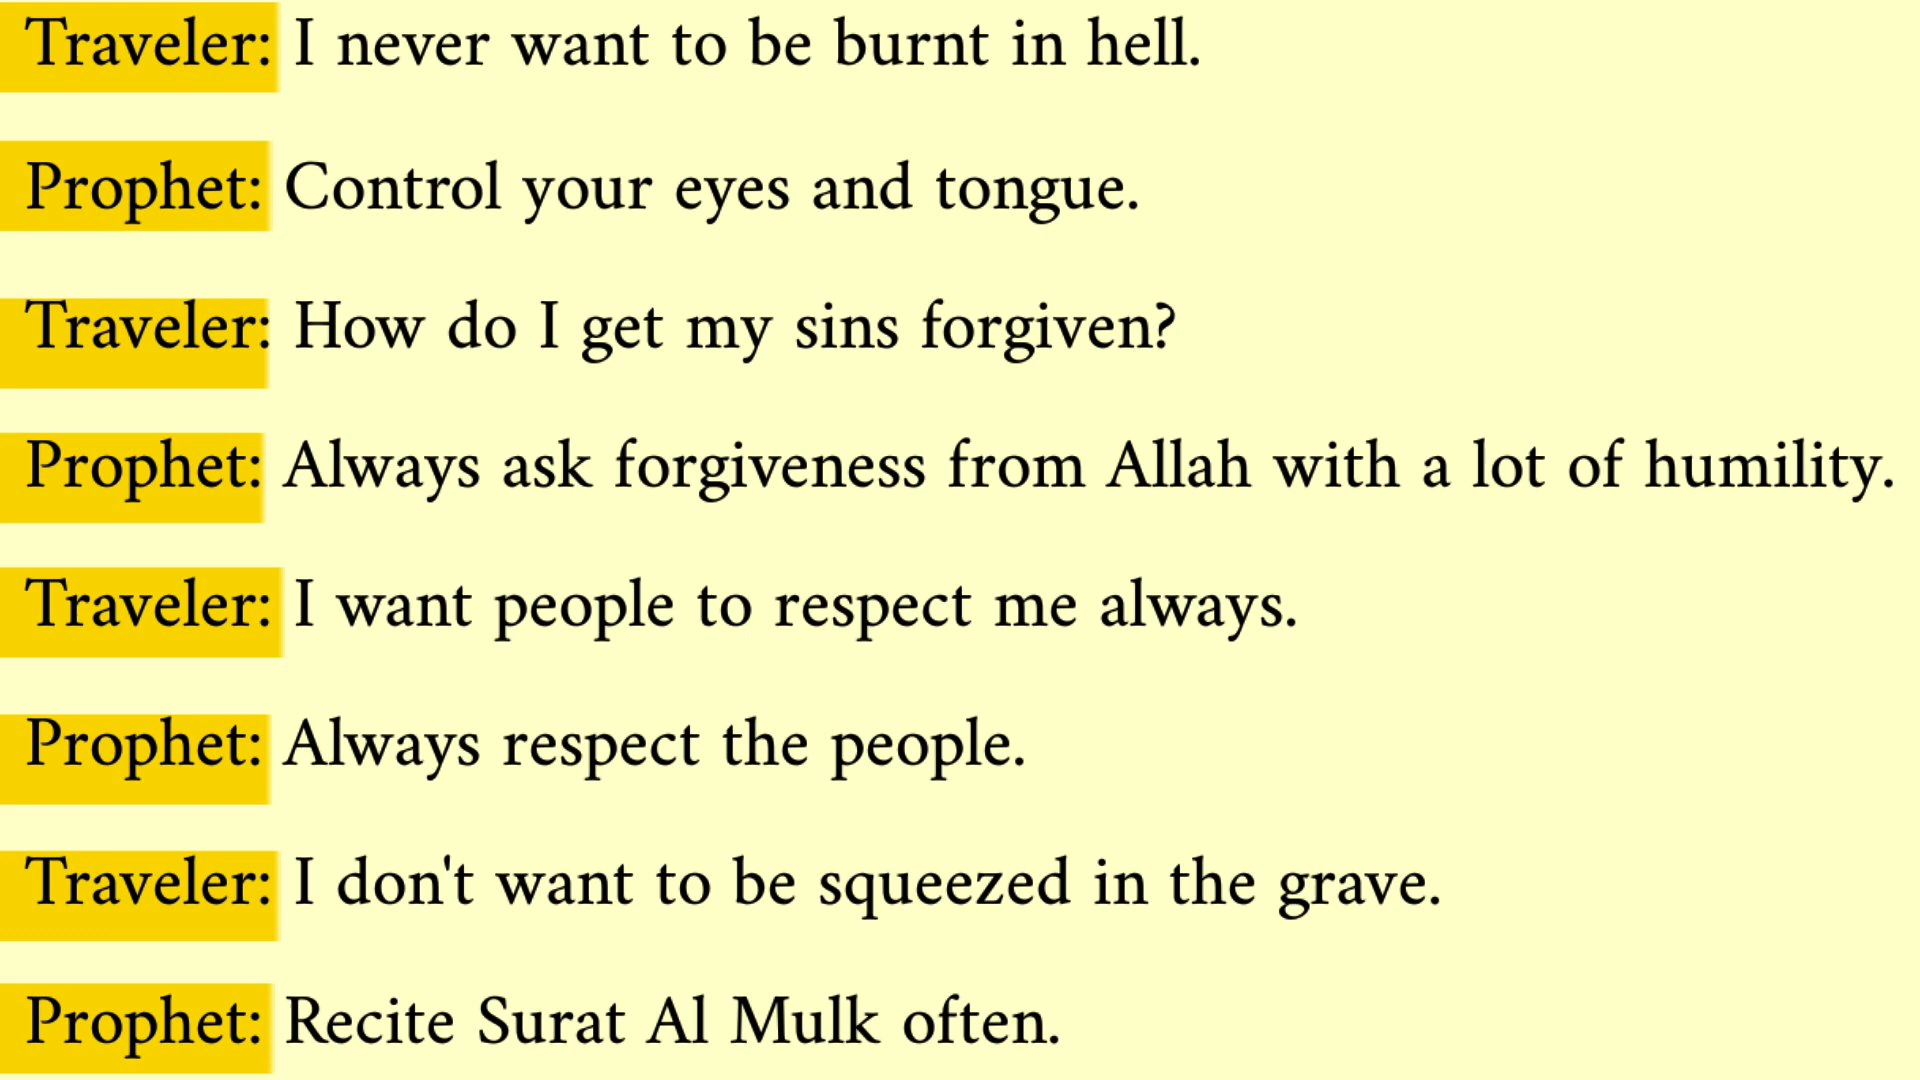 Traveler: I never want to be burnt in hell.
Prophet: Control your eyes and tongue.
Traveler: How do I get my sins forgiven?
Prophet: Always ask forgiveness from Allah with a lot of humility.
Traveler: I want people to respect me always.
Prophet: Always respect the people.
Traveler: I don't want to be squeezed in the grave.
Prophet: Recite Surat Al Mulk often.